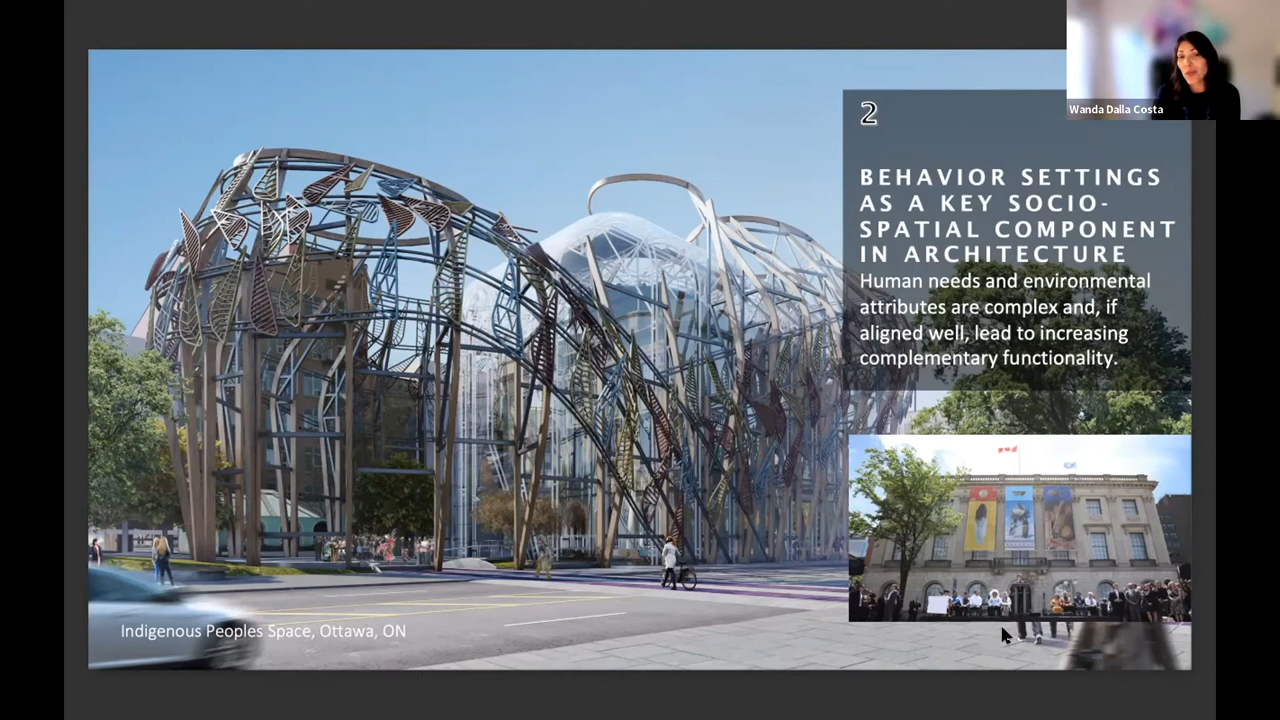 Wanda Dalla Costa
2
BEHAVIOR SETTINGS
AS A KEY SOCIO-
SPATIAL COMPONENT
IN ARCHITECTURE
Human needs and environmental
attributes are complex and, if
aligned well, lead to increasing
complementary functionality.
Indigenous Peoples Space, Ottawa, ON